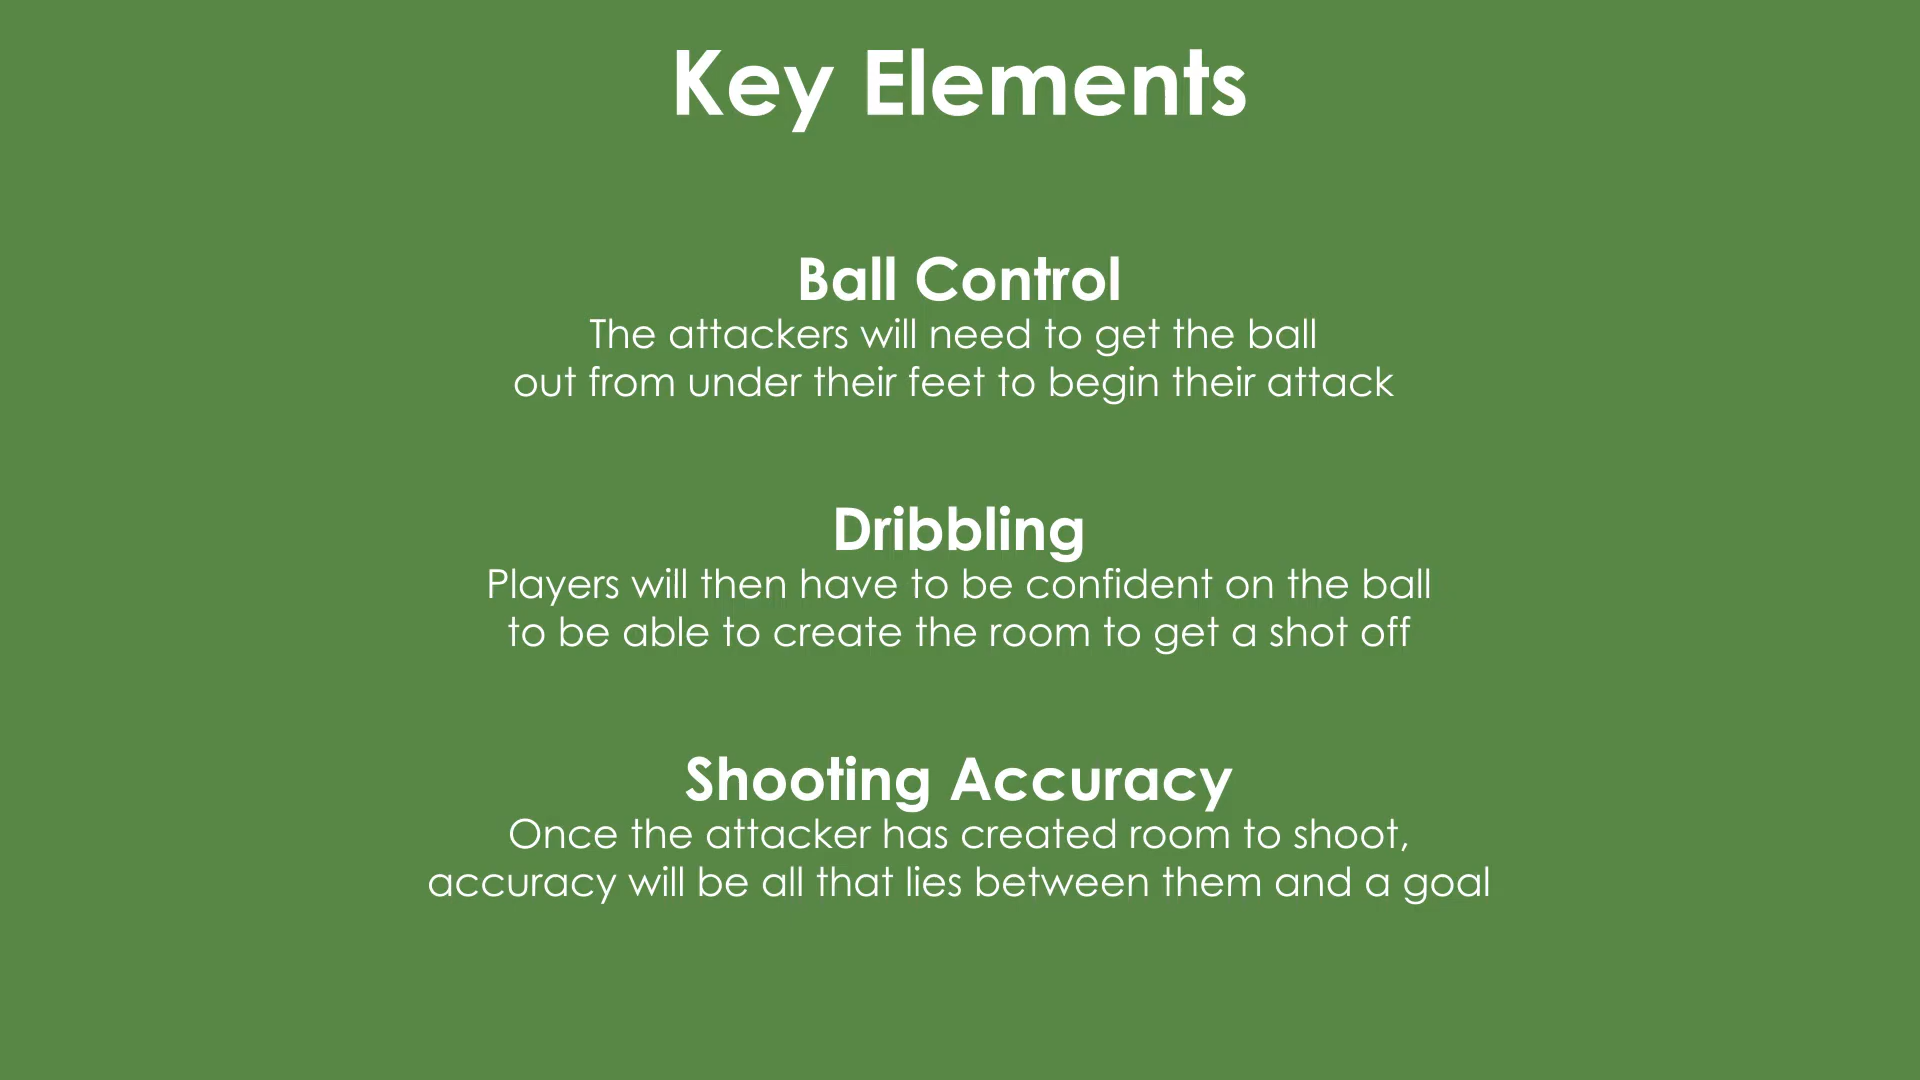 Key Elements
Ball Control
The attackers will need to get the ball
out from under their feet to begin their attack
Dribbling
Players will then have to be confident on the ball
to be able to create the room to get a shot off
Shooting Accuracy
Once the attacker has created room to shoot,
accuracy will be all that lies between them and a goal